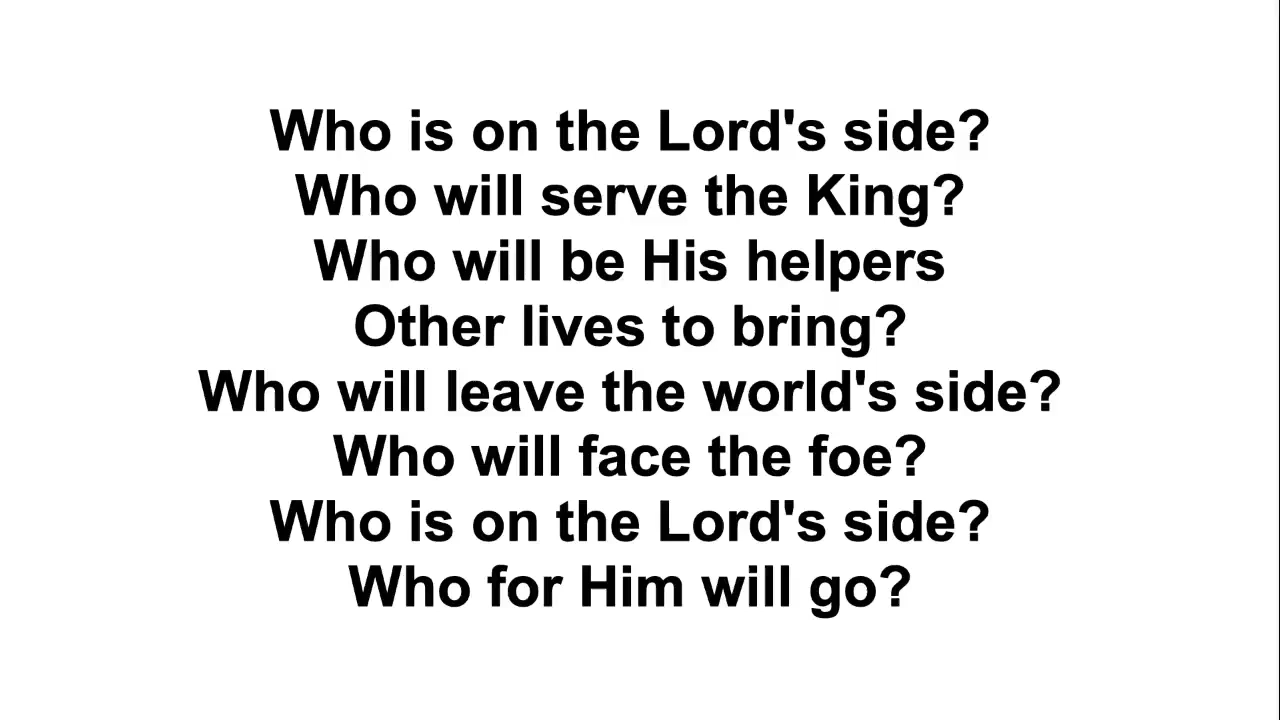 Who is on the Lord's side?
Who will serve the King?
Who will be His helpers
Other lives to bring?
Who will leave the world's side?
Who will face the foe?
Who is on the Lord's side?
Who for Him will go?